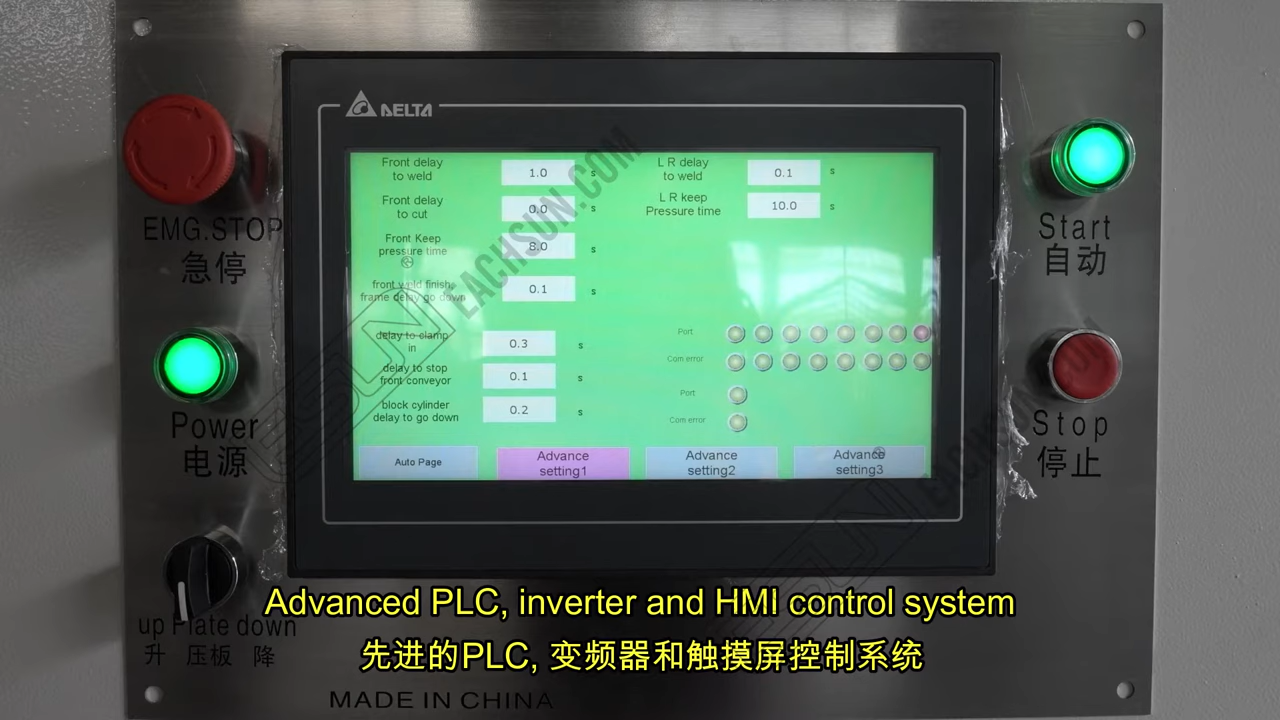 DELTA
Front delay
to weld
1.0
s
L R delay
to weld
0.1
s
Front delay
to cut
0.0
s
L R keep
Pressure time
10.0
s
Front Keep
pressure time
8.0
s
front weld finish,
frame delay go down
0.1
s
delay to clamp
in
0.3
s
delay to stop
front conveyor
0.1
s
block cylinder
delay to go down
0.2
s
Port
Com error
Port
Com error
Auto Page
Advance
setting1
Advance
setting2
Advance
setting3
EMG.STOP
急停
Power
电源
up Plate down
升 压板 降
Start
自动
Stop
停止
EACHSUN.COM
Advanced PLC, inverter and HMI control system
先进的PLC, 变频器和触摸屏控制系统
MADE IN CHINA